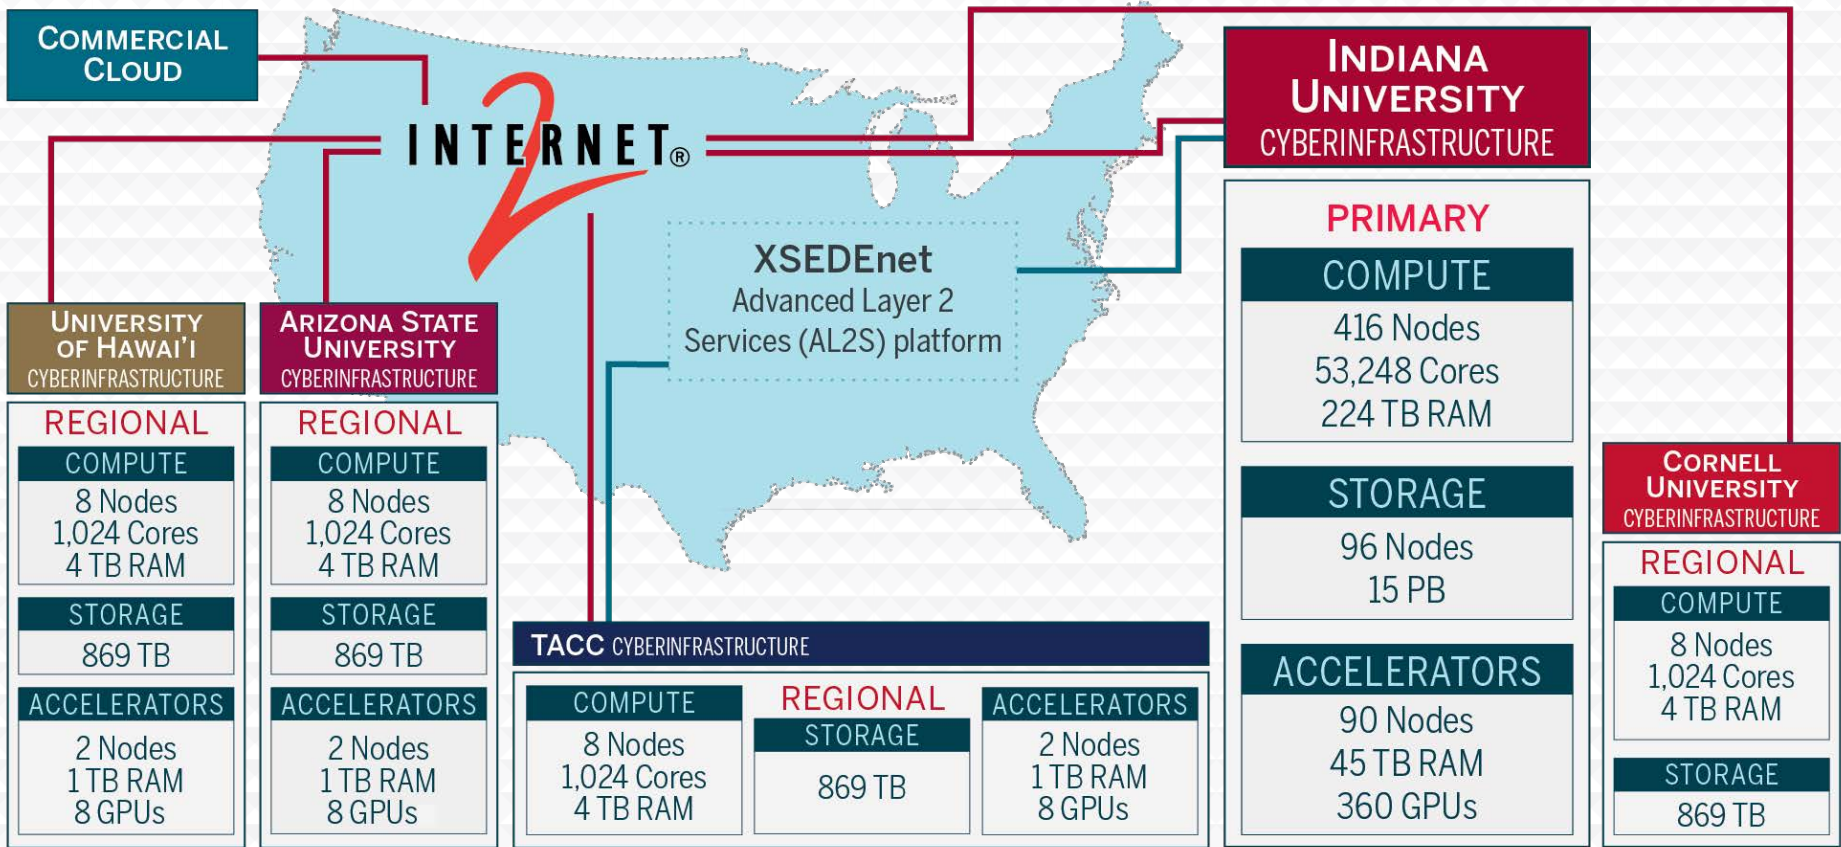 COMMERCIAL
CLOUD
INTERNET®
2
INDIANA
UNIVERSITY
CYBERINFRASTRUCTURE
PRIMARY
COMPUTE
416 Nodes
53,248 Cores
224 TB RAM
STORAGE
96 Nodes
15 PB
ACCELERATORS
90 Nodes
45 TB RAM
360 GPUs
XSEDEnet
Advanced Layer 2
Services (AL2S) platform
UNIVERSITY
OF HAWAI'I
CYBERINFRASTRUCTURE
REGIONAL
COMPUTE
8 Nodes
1,024 Cores
4 TB RAM
STORAGE
869 TB
ACCELERATORS
2 Nodes
1 TB RAM
8 GPUs
ARIZONA STATE
UNIVERSITY
CYBERINFRASTRUCTURE
REGIONAL
COMPUTE
8 Nodes
1,024 Cores
4 TB RAM
STORAGE
869 TB
ACCELERATORS
2 Nodes
1 TB RAM
8 GPUs
TACC CYBERINFRASTRUCTURE
COMPUTE
8 Nodes
1,024 Cores
4 TB RAM
REGIONAL
STORAGE
869 TB
ACCELERATORS
2 Nodes
1 TB RAM
8 GPUs
CORNELL
UNIVERSITY
CYBERINFRASTRUCTURE
REGIONAL
COMPUTE
8 Nodes
1,024 Cores
4 TB RAM
STORAGE
869 TB